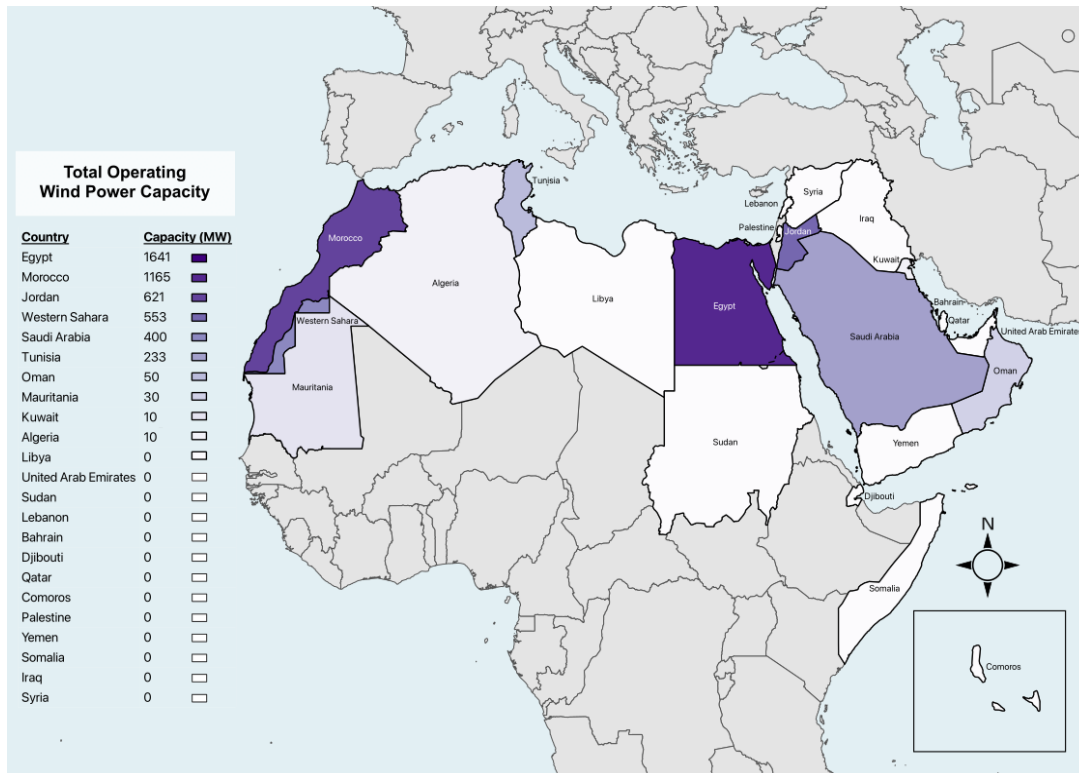 Total Operating
Wind Power Capacity
Country Capacity (MW)
Egypt 1641
Morocco 1165
Jordan 621
Western Sahara 553
Saudi Arabia 400
Tunisia 233
Oman 50
Mauritania 30
Kuwait 10
Algeria 10
Libya 0
United Arab Emirates 0
Sudan 0
Lebanon 0
Bahrain 0
Djibouti 0
Qatar 0
Comoros 0
Palestine 0
Yemen 0
Somalia 0
Iraq 0
Syria 0
Tunisia
Morocco
Algeria
Libya
Egypt
Western Sahara
Mauritania
Sudan
Lebanon
Syria
Palestine
Jordan
Iraq
Kuwait
Bahrain
Qatar
United Arab Emirates
Saudi Arabia
Oman
Yemen
Djibouti
Somalia
N
Comoros